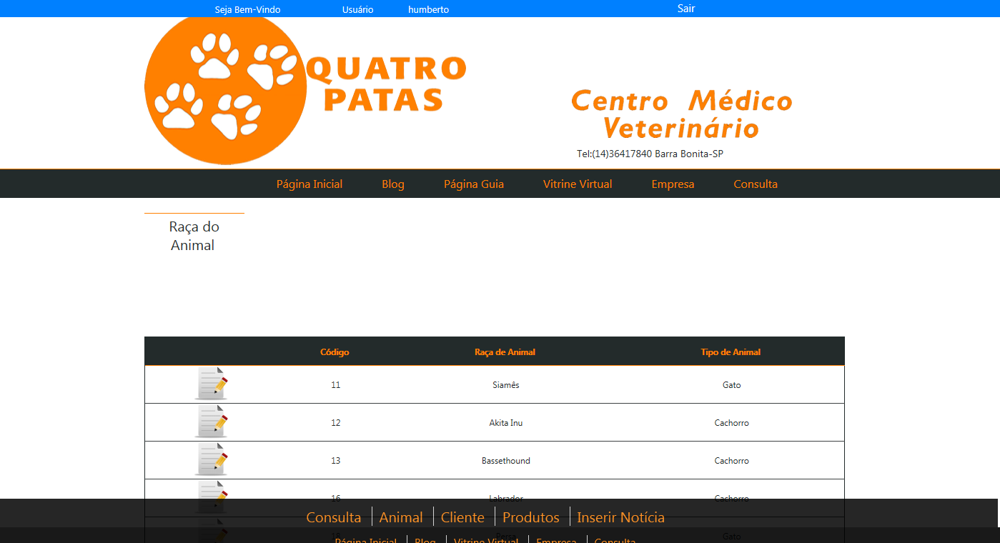 Seja Bem-Vindo Usuário humberto Sair
QUATRO
PATAS
Centro Médico
Veterinário
Tel:(14)36417840 Barra Bonita-SP
Página Inicial Blog Página Guia Vitrine Virtual Empresa Consulta
Raça do
Animal
Código Raça de Animal Tipo de Animal
11 Siamês Gato
12 Akita Inu Cachorro
13 Bassethound Cachorro
16 Labrador Cachorro
Consulta Animal Cliente Produtos Inserir Notícia
18 Persa Gato
Página Inicial Blog Vitrine Virtual Empresa Consulta